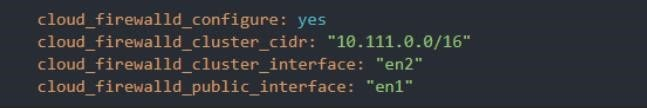 cloud_firewalld_configure: yes
cloud_firewalld_cluster_cidr: "10.111.0.0/16"
cloud_firewalld_cluster_interface: "en2"
cloud_firewalld_public_interface: "en1"